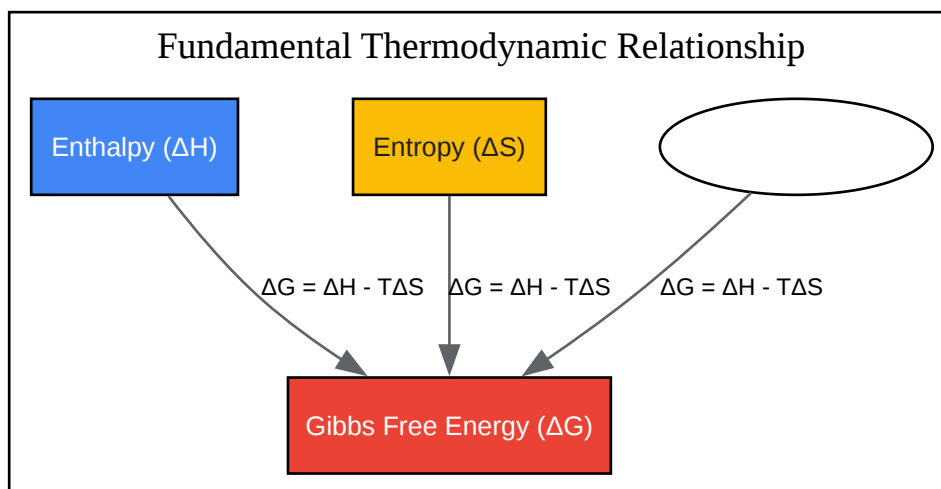 Fundamental Thermodynamic Relationship
Enthalpy (ΔH)
Entropy (ΔS)
ΔG = ΔH - TΔS
ΔG = ΔH - TΔS
ΔG = ΔH - TΔS
Gibbs Free Energy (ΔG)